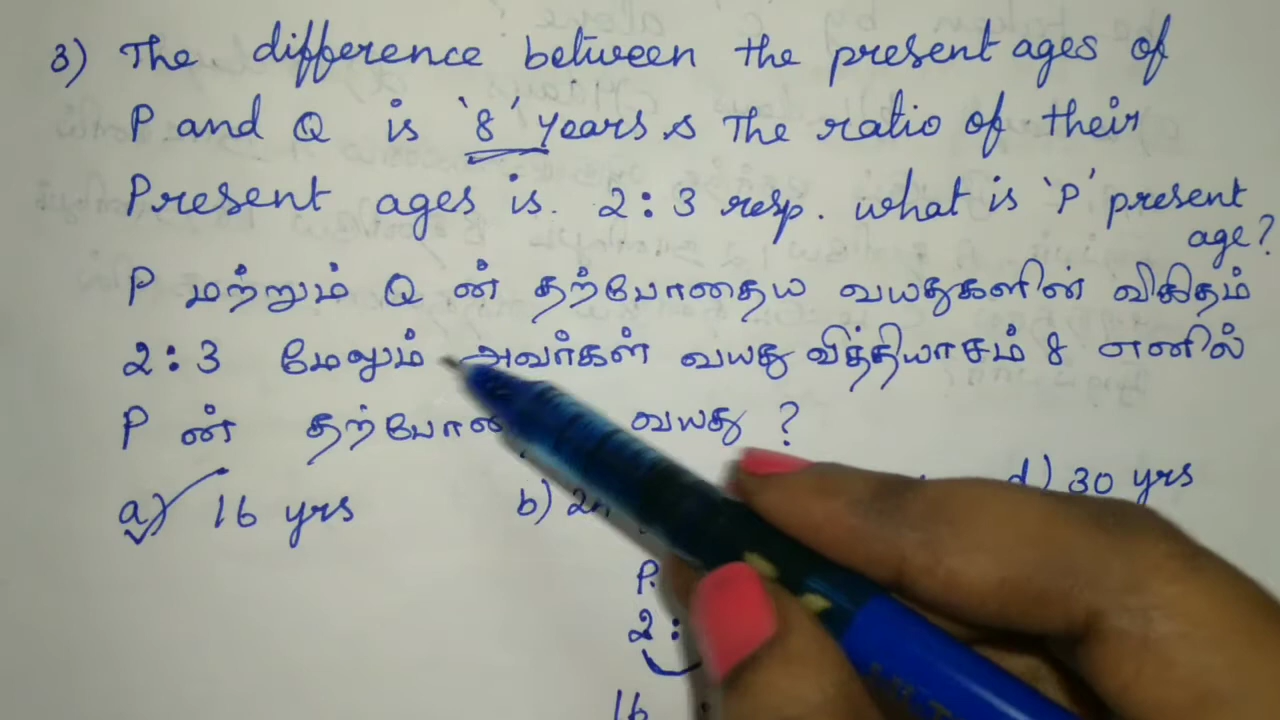 3) The difference between the present ages of
P and Q is '8' years & The ratio of their
Present ages is. 2:3 resp. what is 'P' present
age?
P மற்றும் Q ன் தற்போதைய வயதுகளின் விகிதம்
2:3 மேலும் அவர்கள் வயது வித்தியாசம் 8 எனில்
P ன் வயது ?
a) 16 yrs b) d) 30 yrs
P.
2 :
16